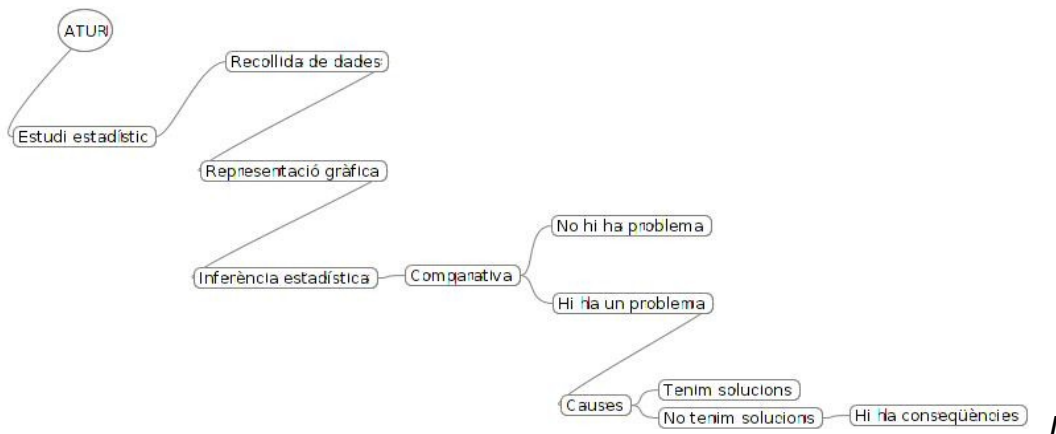 ATUR
Recollida de dades
Estudi estadístic
Representació gràfica
No hi ha problema
Inferència estadística
Comparativa
Hi ha un problema
Causes
Tenim solucions
No tenim solucions
Hi ha conseqüències